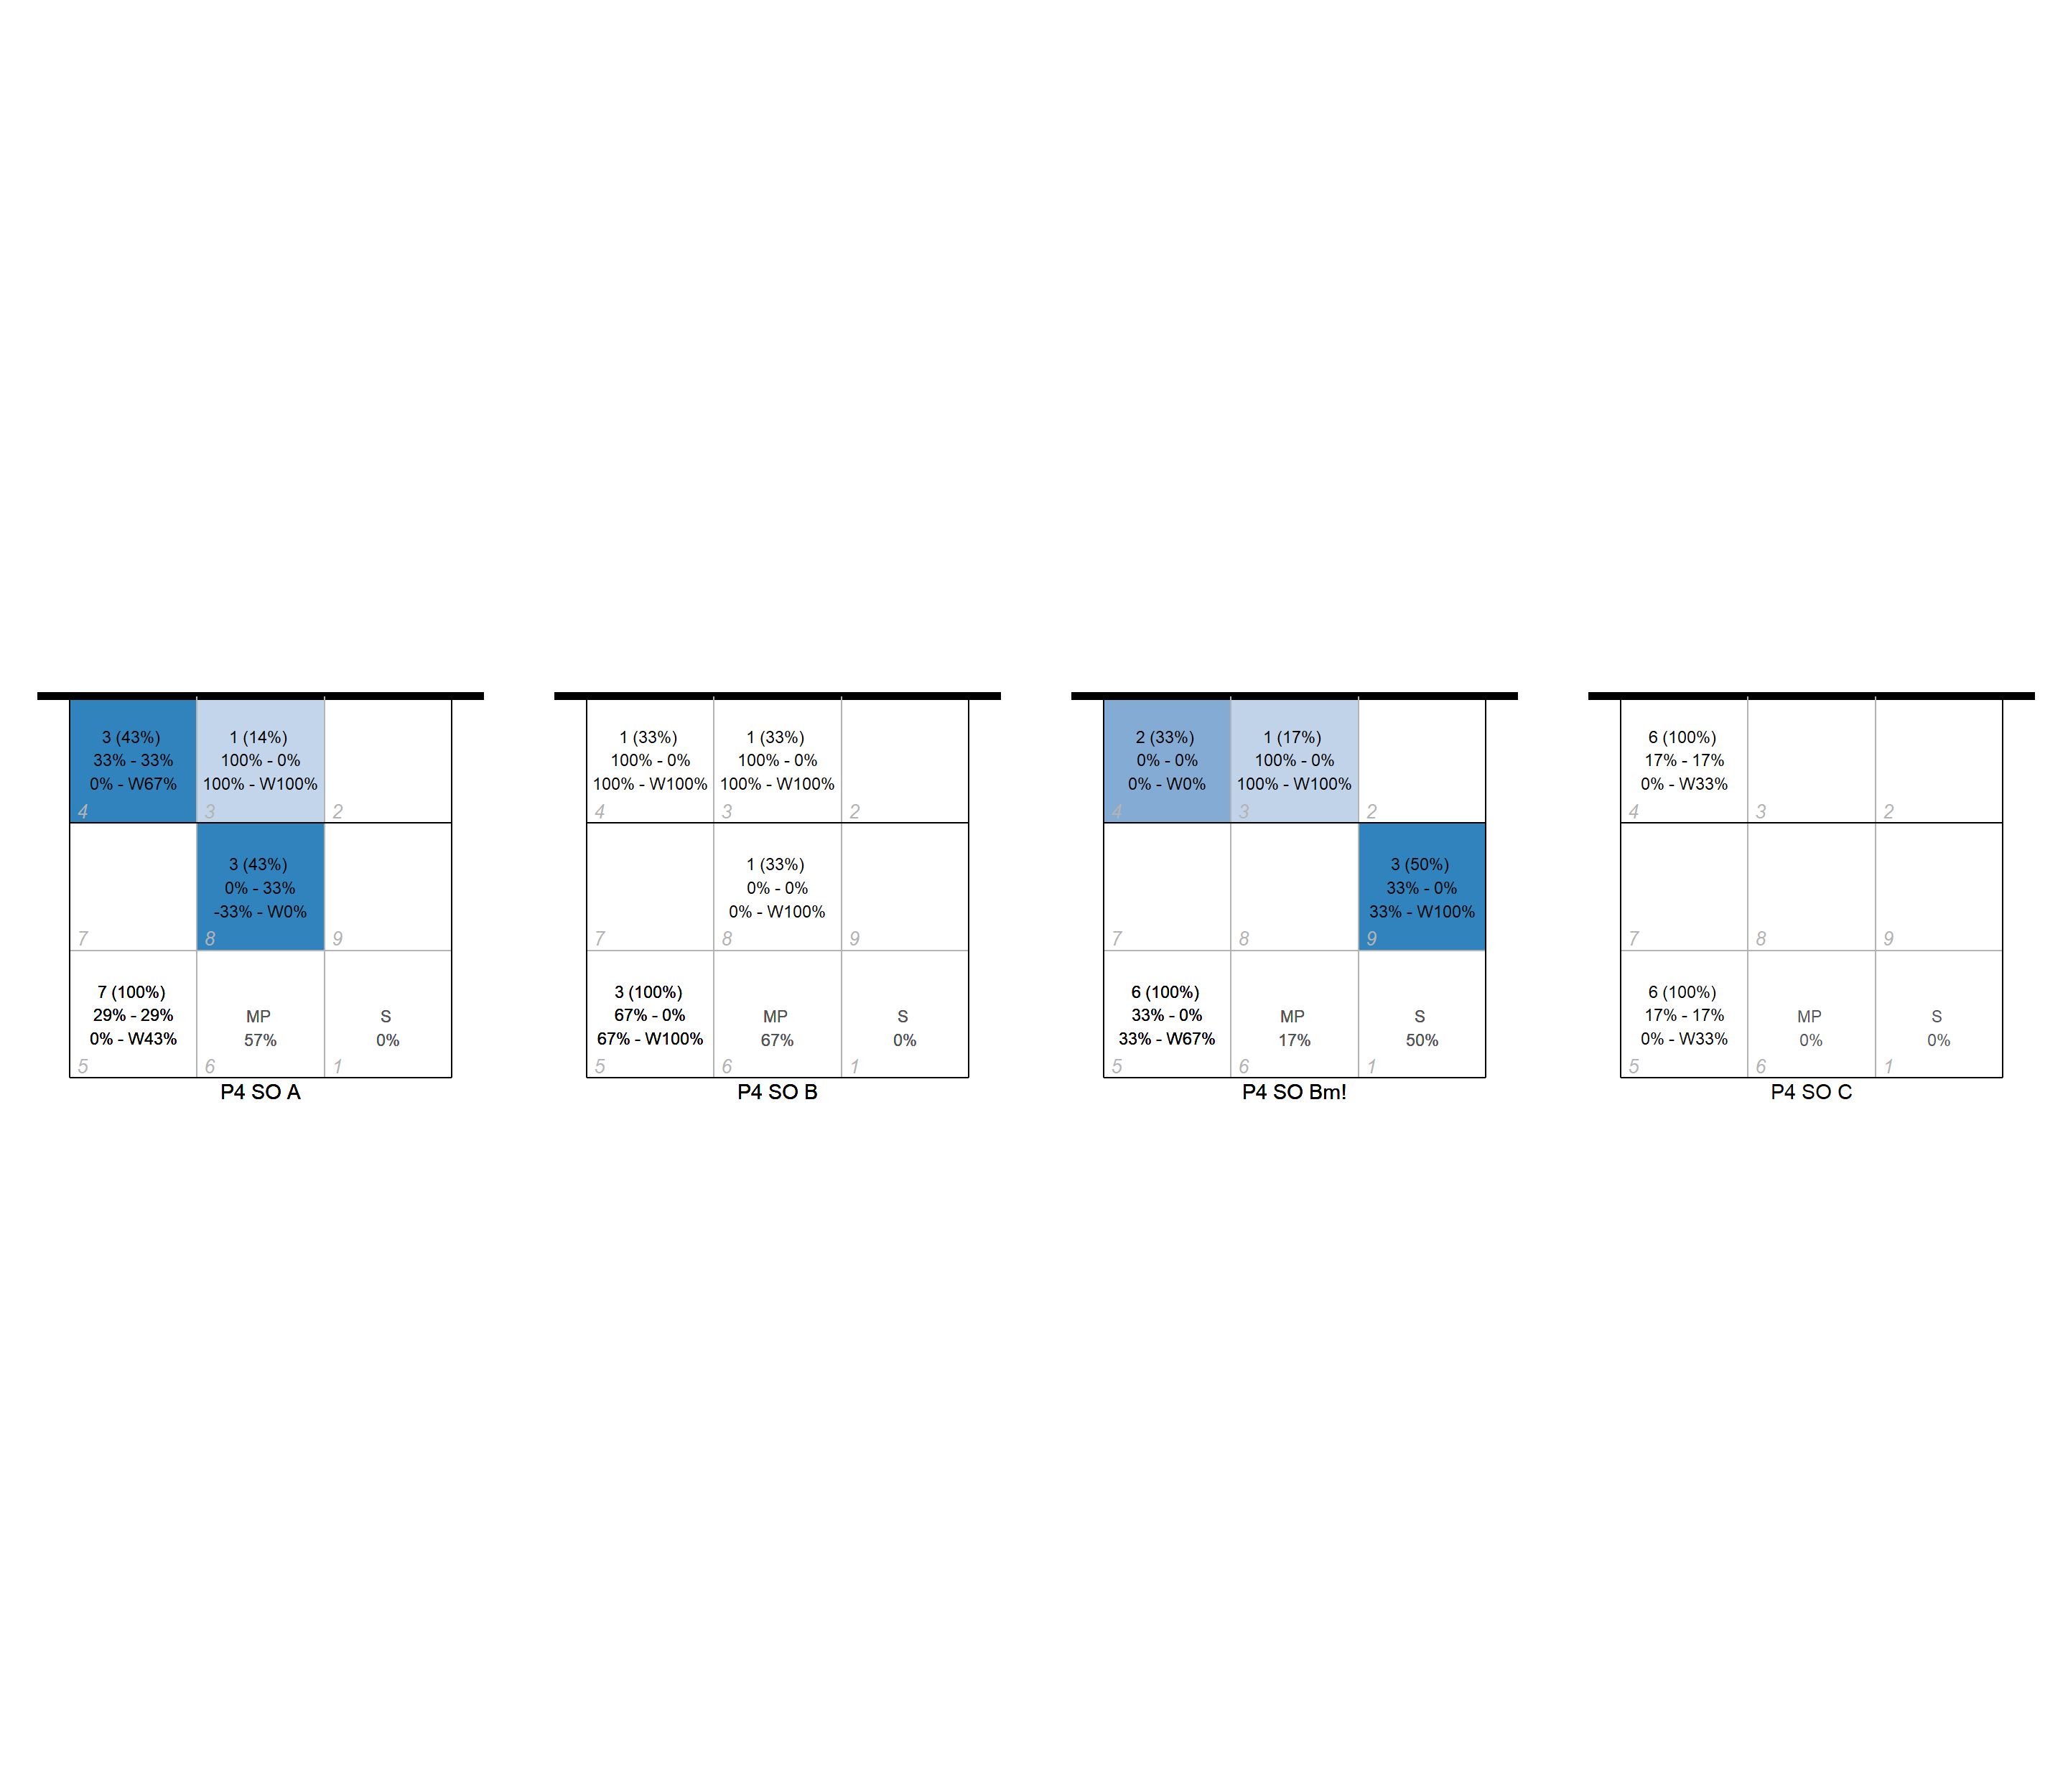 3 (43%)
33% - 33%
0% - W67%
4
1 (14%)
100% - 0%
100% - W100%
3
2
7
3 (43%)
0% - 33%
-33% - W0%
8
9
7 (100%)
29% - 29%
0% - W43%
5
MP
57%
6
S
0%
1
P4 SO A
1 (33%)
100% - 0%
100% - W100%
4
1 (33%)
100% - 0%
100% - W100%
3
2
7
1 (33%)
0% - 0%
0% - W100%
8
9
3 (100%)
67% - 0%
67% - W100%
5
MP
67%
6
S
0%
1
P4 SO B
2 (33%)
0% - 0%
0% - W0%
4
1 (17%)
100% - 0%
100% - W100%
3
2
7
8
3 (50%)
33% - 0%
33% - W100%
9
6 (100%)
33% - 0%
33% - W67%
5
MP
17%
6
S
50%
1
P4 SO Bm!
6 (100%)
17% - 17%
0% - W33%
4
3
2
7
8
9
6 (100%)
17% - 17%
0% - W33%
5
MP
0%
6
S
0%
1
P4 SO C